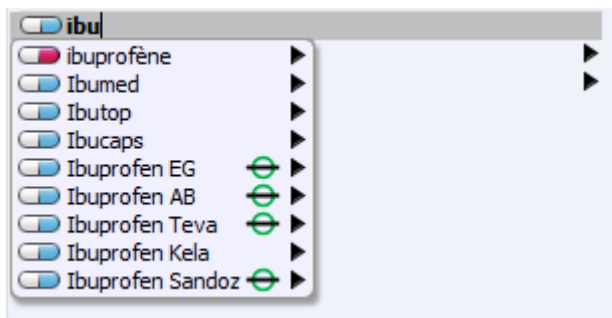 ibu
ibuprofène
Ibumed
Ibutop
Ibucaps
Ibuprofen EG
Ibuprofen AB
Ibuprofen Teva
Ibuprofen Kela
Ibuprofen Sandoz